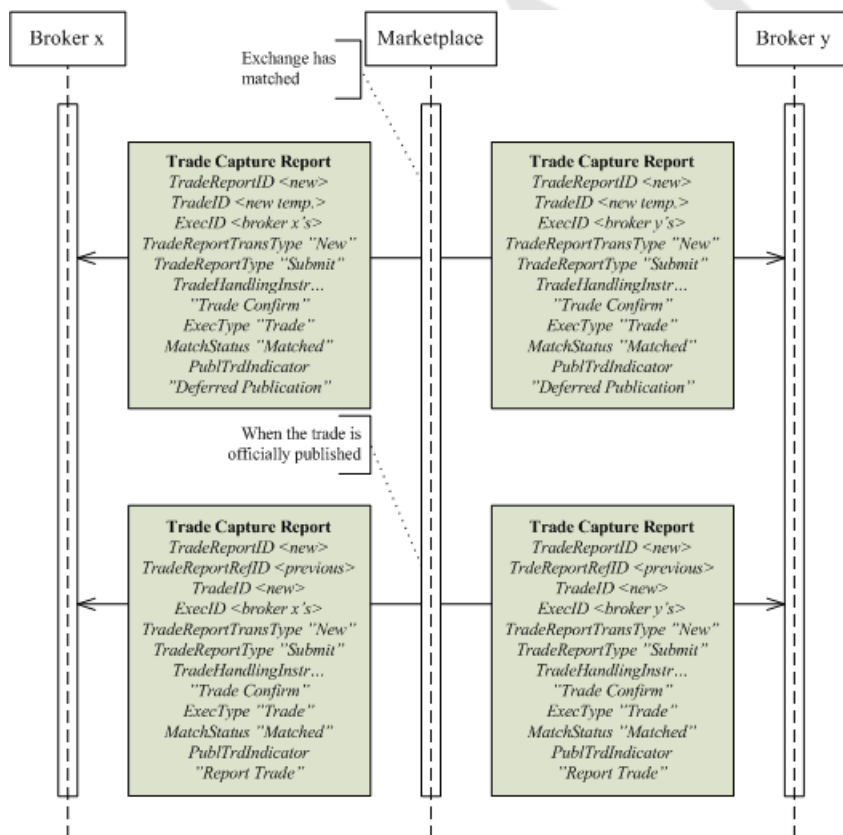 Broker x
Marketplace
Broker y
Exchange has
matched
Trade Capture Report
TradeReportID <new>
TradeID <new temp.>
ExecID <broker x's>
TradeReportTransType "New"
TradeReportType "Submit"
TradeHandlingInstr...
"Trade Confirm"
ExecType "Trade"
MatchStatus "Matched"
PublTrdIndicator
"Deferred Publication"
Trade Capture Report
TradeReportID <new>
TradeID <new temp.>
ExecID <broker y's>
TradeReportTransType "New"
TradeReportType "Submit"
TradeHandlingInstr...
"Trade Confirm"
ExecType "Trade"
MatchStatus "Matched"
PublTrdIndicator
"Deferred Publication"
When the trade is
officially published
Trade Capture Report
TradeReportID <new>
TradeReportRefID <previous>
TradeID <new>
ExecID <broker x's>
TradeReportTransType "New"
TradeReportType "Submit"
TradeHandlingInstr...
"Trade Confirm"
ExecType "Trade"
MatchStatus "Matched"
PublTrdIndicator
"Report Trade"
Trade Capture Report
TradeReportID <new>
TrdeReportRefID <previous>
TradeID <new>
ExecID <broker y's>
TradeReportTransType "New"
TradeReportType "Submit"
TradeHandlingInstr...
"Trade Confirm"
ExecType "Trade"
MatchStatus "Matched"
PublTrdIndicator
"Report Trade"